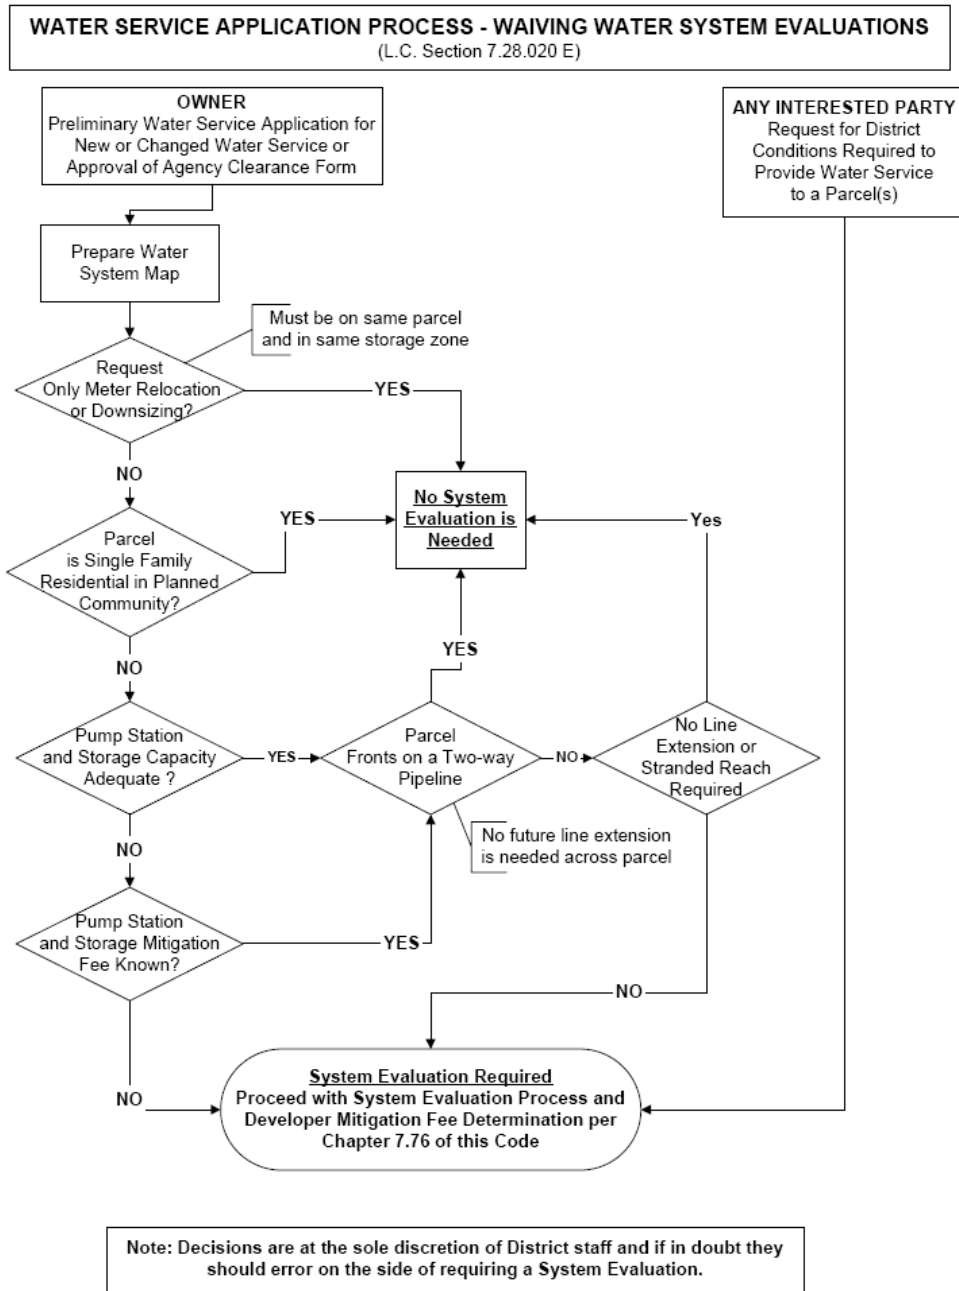 WATER SERVICE APPLICATION PROCESS - WAIVING WATER SYSTEM EVALUATIONS
(L.C. Section 7.28.020 E)
OWNER
Preliminary Water Service Application for
New or Changed Water Service or
Approval of Agency Clearance Form
ANY INTERESTED PARTY
Request for District
Conditions Required to
Provide Water Service
to a Parcel(s)
Prepare Water
System Map
Must be on same parcel
and in same storage zone
Request
Only Meter Relocation
or Downsizing?
YES
NO
No System
Evaluation is
Needed
YES
Yes
Parcel
is Single Family
Residential in Planned
Community?
NO
YES
Pump Station
and Storage Capacity
Adequate ?
YES
Parcel
Fronts on a Two-way
Pipeline
NO
No Line
Extension or
Stranded Reach
Required
No future line extension
is needed across parcel
NO
Pump Station
and Storage Mitigation
Fee Known?
YES
NO
NO
System Evaluation Required
Proceed with System Evaluation Process and
Developer Mitigation Fee Determination per
Chapter 7.76 of this Code
Note: Decisions are at the sole discretion of District staff and if in doubt they
should error on the side of requiring a System Evaluation.